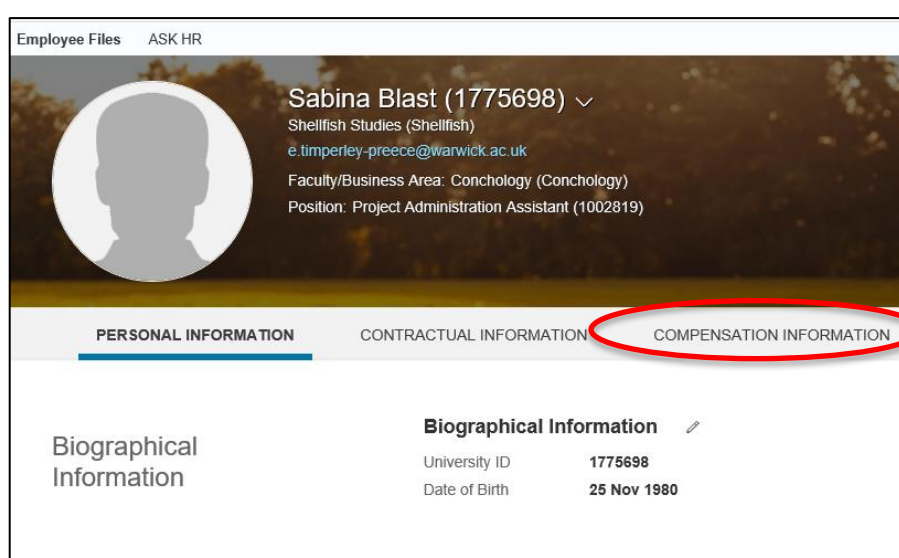 Employee Files ASK HR
Sabina Blast (1775698)
Shellfish Studies (Shellfish)
e.timperley-preece@warwick.ac.uk
Faculty/Business Area: Conchology (Conchology)
Position: Project Administration Assistant (1002819)
PERSONAL INFORMATION CONTRACTUAL INFORMATION COMPENSATION INFORMATION
Biographical
Information
Biographical Information
University ID 1775698
Date of Birth 25 Nov 1980